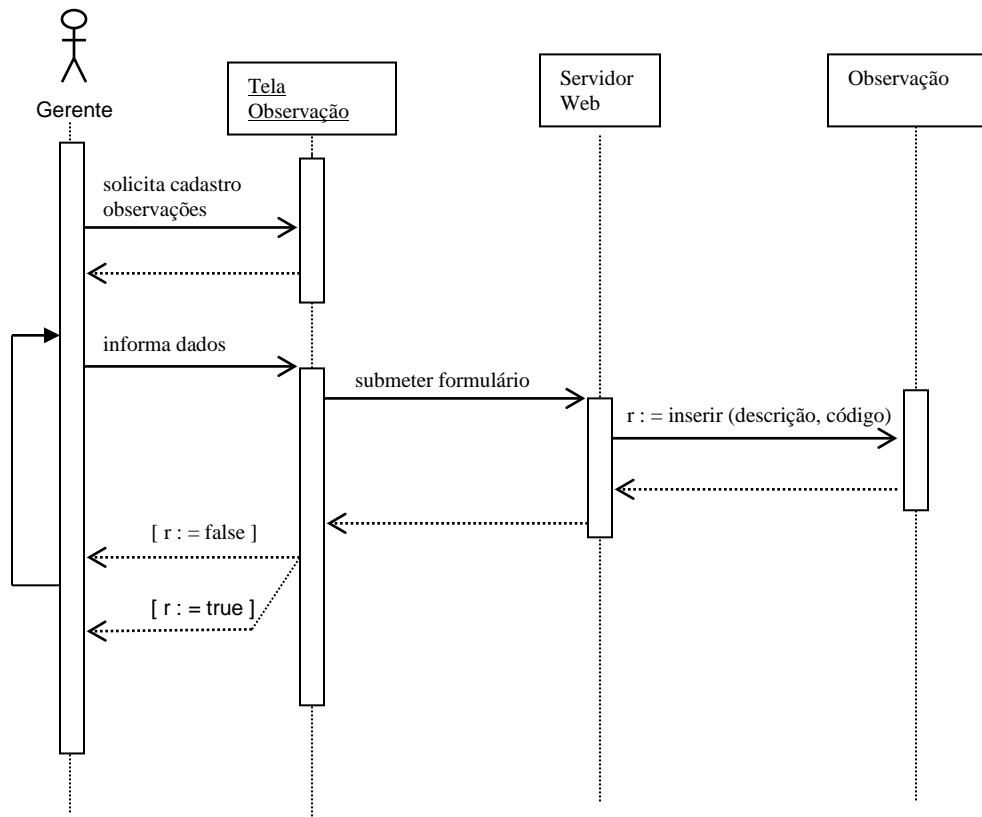 Gerente
Tela
Observação
Servidor
Web
Observação
solicita cadastro
observações
informa dados
submeter formulário
r : = inserir (descrição, código)
[ r : = false ]
[ r : = true ]